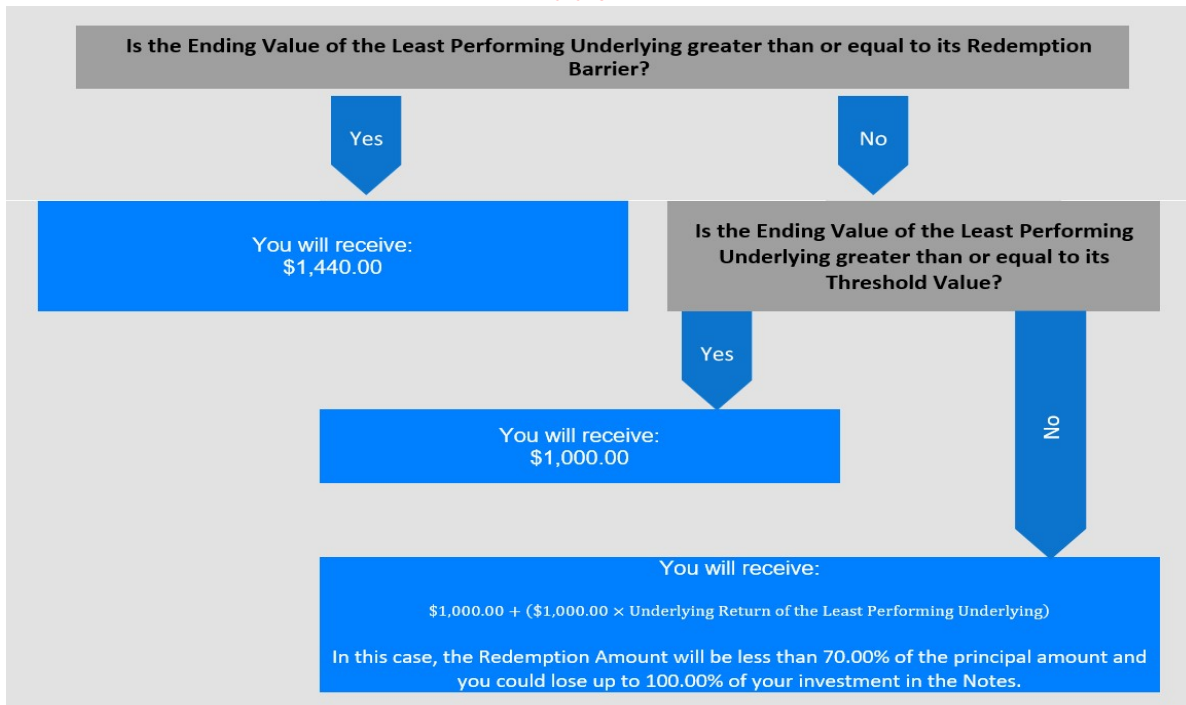 Is the Ending Value of the Least Performing Underlying greater than or equal to its Redemption
Barrier?
Yes
No
You will receive:
$1,440.00
Is the Ending Value of the Least Performing
Underlying greater than or equal to its
Threshold Value?
Yes
No
You will receive:
$1,000.00
You will receive:
$1,000.00 + ($1,000.00 × Underlying Return of the Least Performing Underlying)
In this case, the Redemption Amount will be less than 70.00% of the principal amount and
you could lose up to 100.00% of your investment in the Notes.